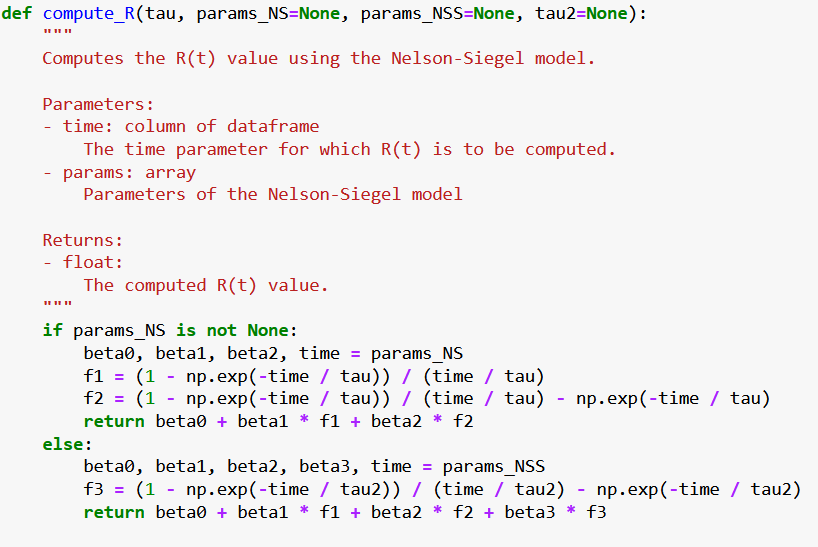 def compute_R(tau, params_NS=None, params_NSS=None, tau2=None):
    """
    Computes the R(t) value using the Nelson-Siegel model.

    Parameters:
    - time: column of dataframe
        The time parameter for which R(t) is to be computed.
    - params: array
        Parameters of the Nelson-Siegel model

    Returns:
    - float:
        The computed R(t) value.
    """
    if params_NS is not None:
        beta0, beta1, beta2, time = params_NS
        f1 = (1 - np.exp(-time / tau)) / (time / tau)
        f2 = (1 - np.exp(-time / tau)) / (time / tau) - np.exp(-time / tau)
        return beta0 + beta1 * f1 + beta2 * f2
    else:
        beta0, beta1, beta2, beta3, time = params_NSS
        f3 = (1 - np.exp(-time / tau2)) / (time / tau2) - np.exp(-time / tau2)
        return beta0 + beta1 * f1 + beta2 * f2 + beta3 * f3